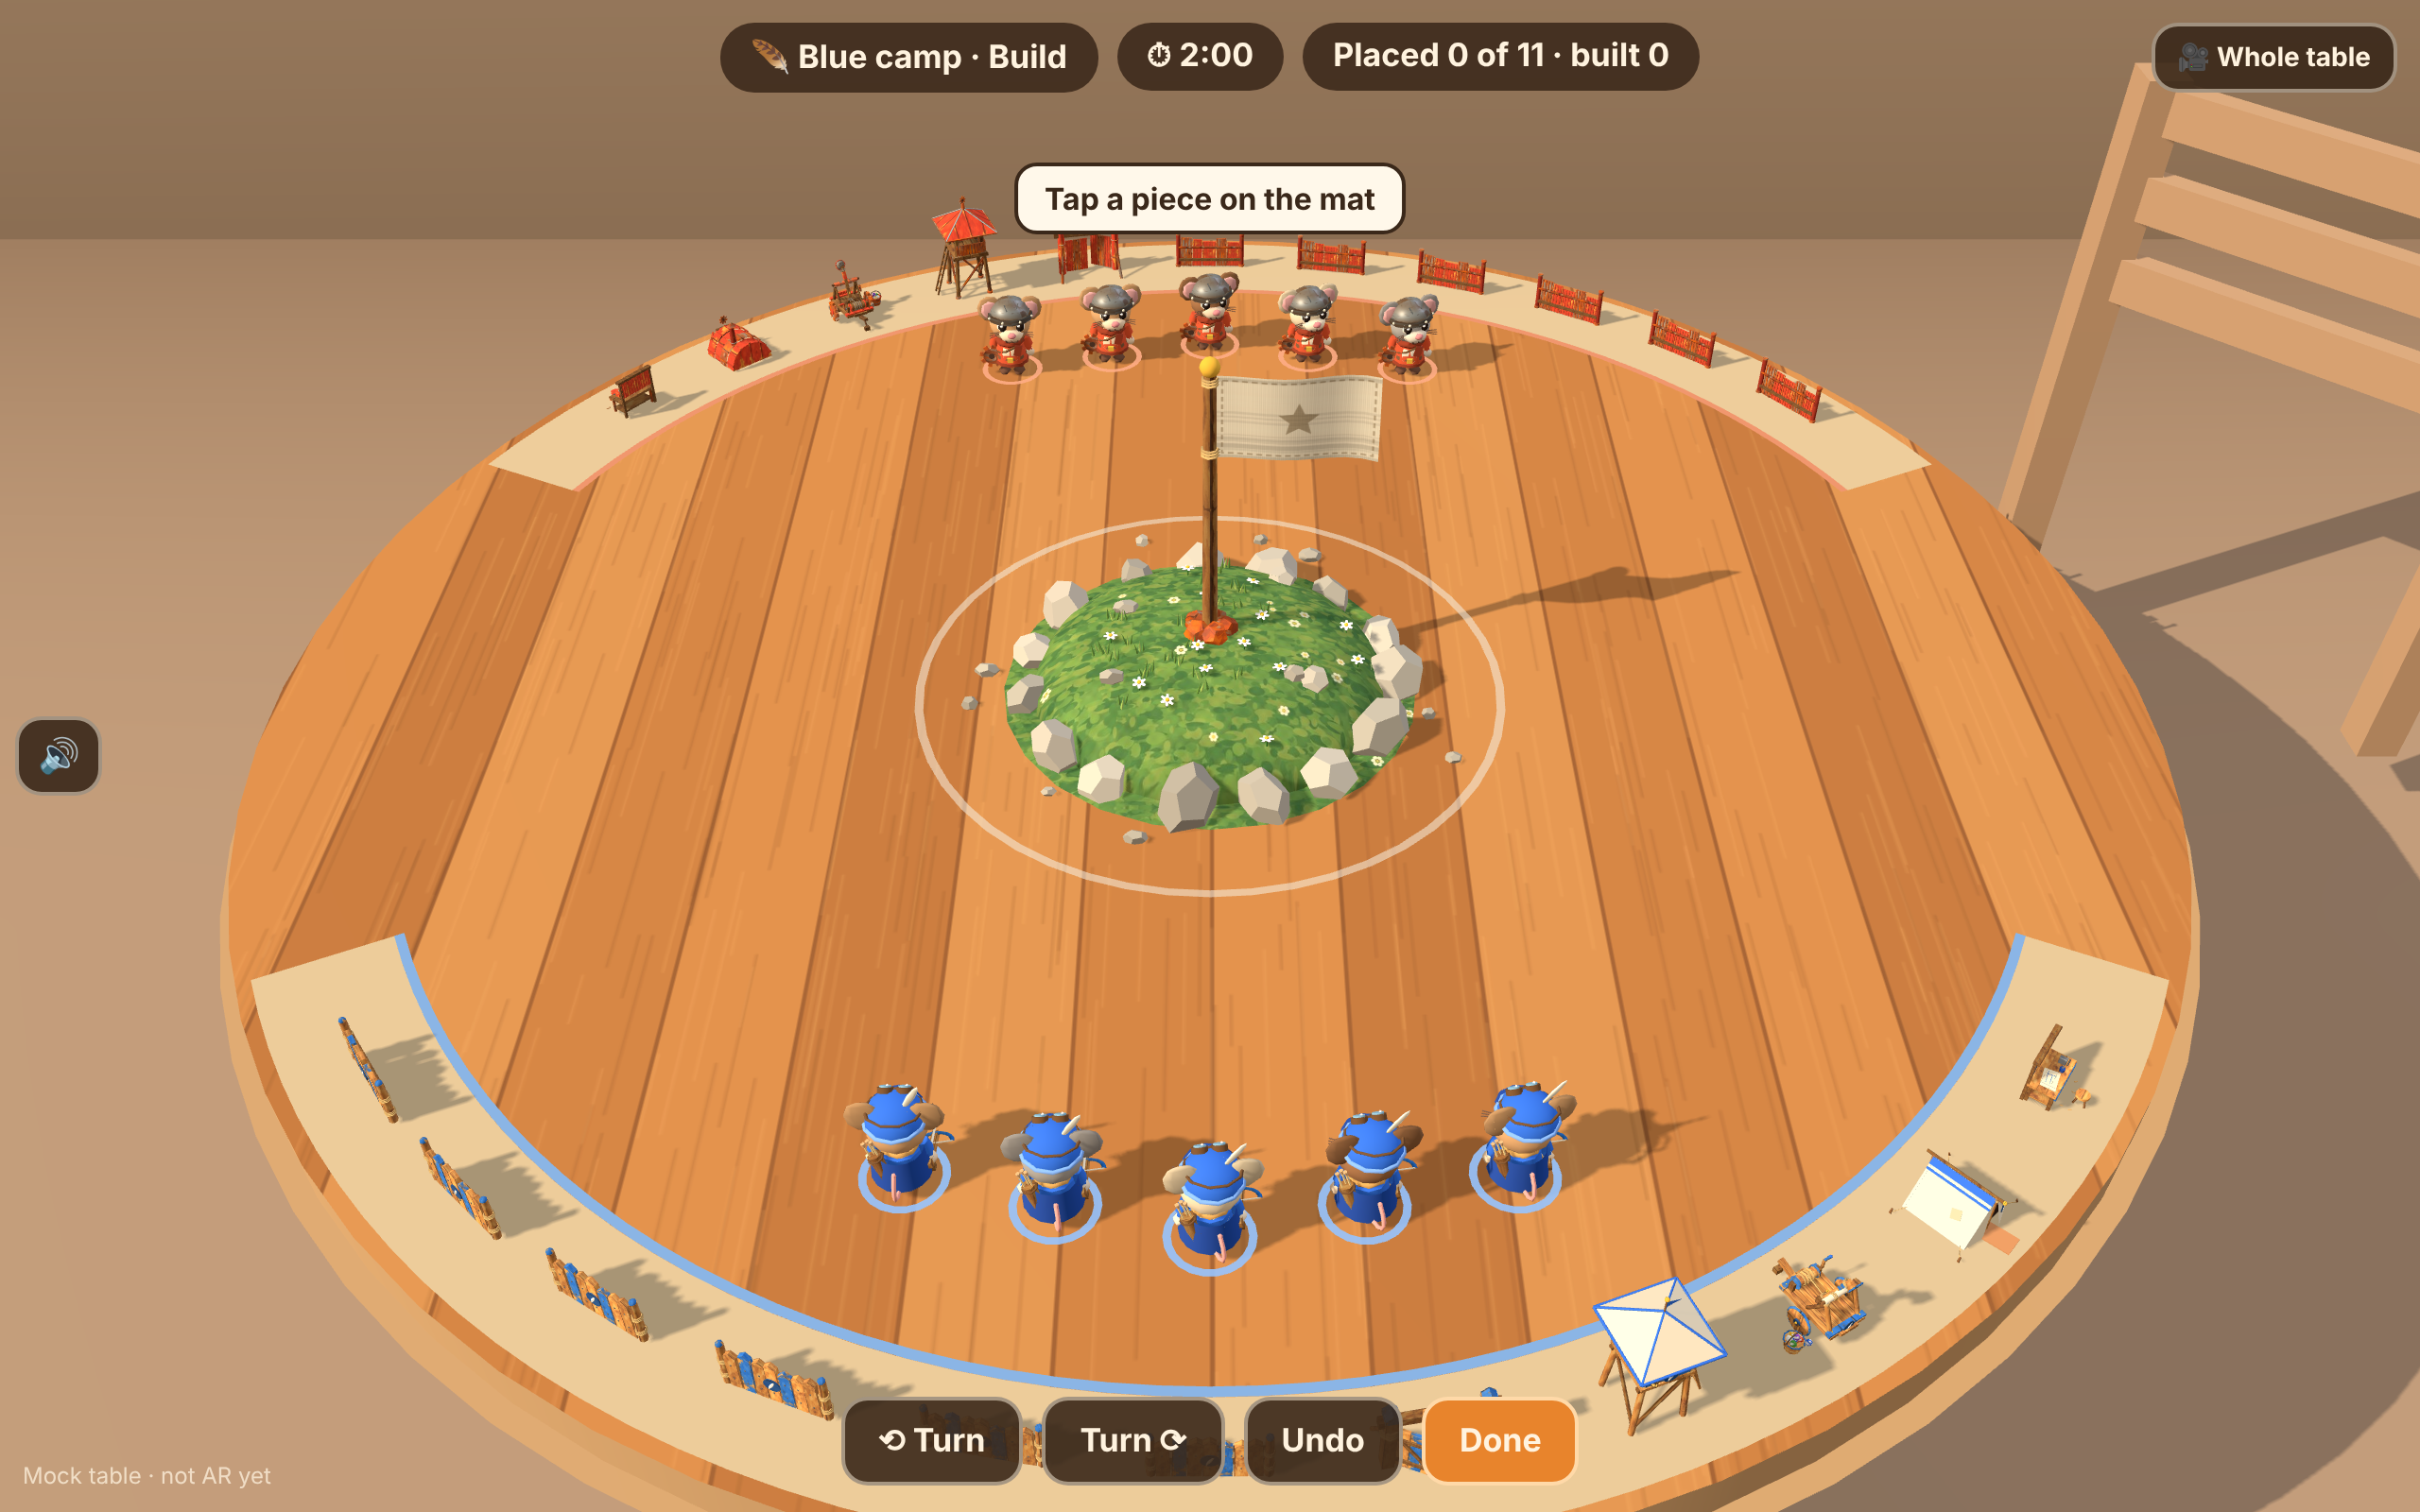 🪶 Blue camp · Build
⏱ 2:00
Placed 0 of 11 · built 0
🎥 Whole table
Tap a piece on the mat
⟲ Turn
Turn ⟳
Undo
Done
Mock table · not AR yet